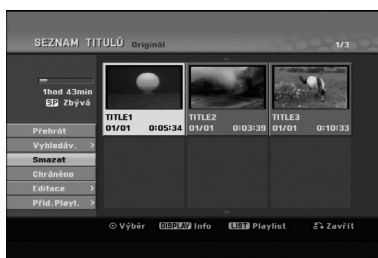 SEZNAM TITULŮ Originál 1/3
1hod 43min
SP Zbývá
TITLE1 TITLE2 TITLE3
01/01 0:05:34 01/01 0:03:39 01/01 0:10:33
Přehrát
Vyhledáv. >
Smazat
Chráněno
Editace >
Přid.Playl. >
Výběr DISPLAY Info LIST Playlist Zavřít